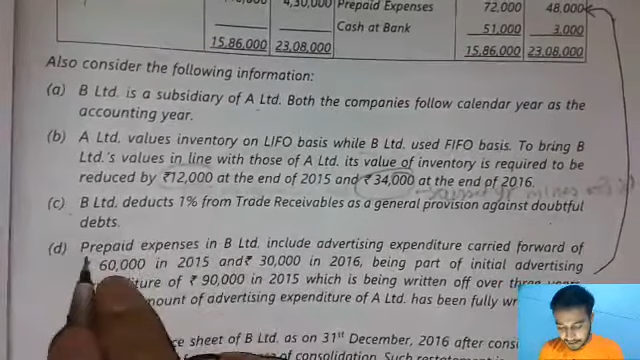 4,30,000 Prepaid Expenses 72,000 48,000
Cash at Bank 51,000 3,000
15,86,000 23,08,000 15,86,000 23,08,000
Also consider the following information:
(a) B Ltd. is a subsidiary of A Ltd. Both the companies follow calendar year as the
accounting year.
(b) A Ltd. values inventory on LIFO basis while B Ltd. used FIFO basis. To bring B
Ltd.'s values in line with those of A Ltd. its value of inventory is required to be
reduced by ₹12,000 at the end of 2015 and ₹ 34,000 at the end of 2016.
(c) B Ltd. deducts 1% from Trade Receivables as a general provision against doubtful
debts.
(d) Prepaid expenses in B Ltd. include advertising expenditure carried forward of
60,000 in 2015 and₹ 30,000 in 2016, being part of initial advertising
of ₹ 90,000 in 2015 which is being written off over three years
amount of advertising expenditure of A Ltd. has been fully
sheet of B Ltd. as on 31st December, 2016 after
of consolidation. Such